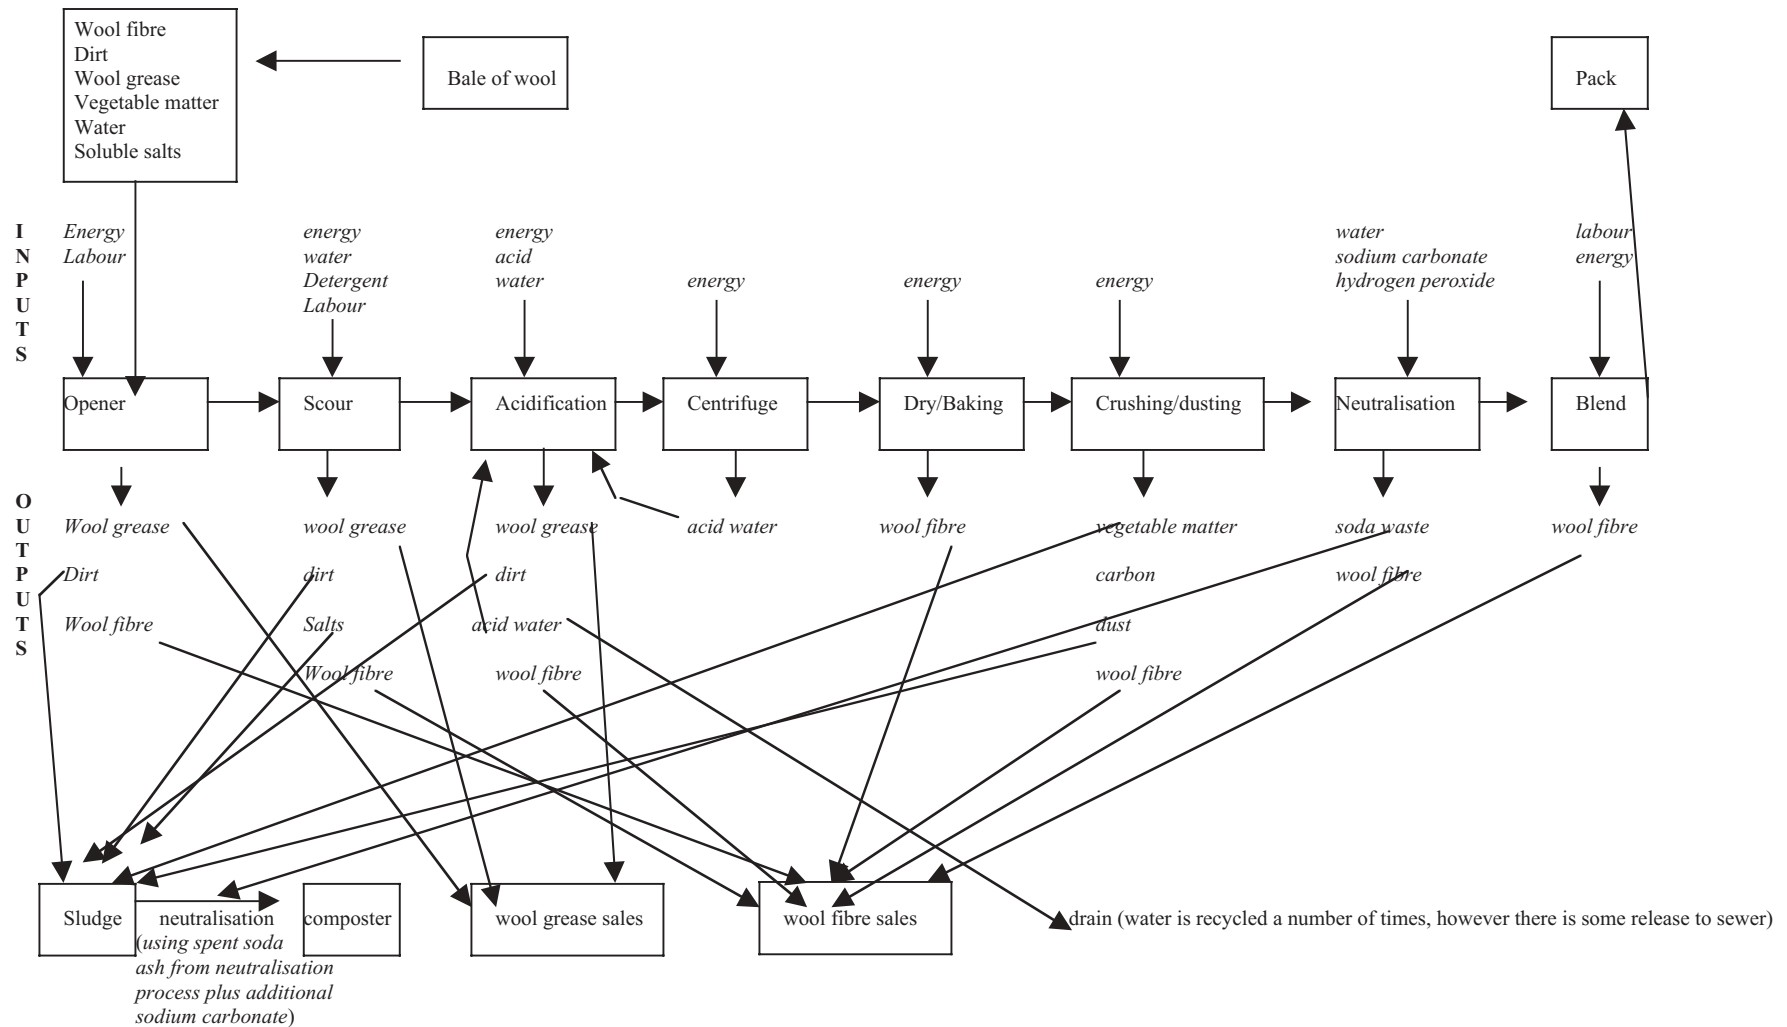 Wool fibre
Dirt
Wool grease
Vegetable matter
Water
Soluble salts
Bale of wool
Pack
INPUTS
Energy
Labour
energy
water
Detergent
Labour
energy
acid
water
energy
energy
energy
water
sodium carbonate
hydrogen peroxide
labour
energy
Opener
Scour
Acidification
Centrifuge
Dry/Baking
Crushing/dusting
Neutralisation
Blend
OUTPUTS
Wool grease
Dirt
Wool fibre
wool grease
dirt
Salts
Wool fibre
wool grease
dirt
acid water
wool fibre
acid water
wool fibre
vegetable matter
carbon
dust
wool fibre
soda waste
wool fibre
wool fibre
Sludge
neutralisation
(using spent soda
ash from neutralisation
process plus additional
sodium carbonate)
composter
wool grease sales
wool fibre sales
drain (water is recycled a number of times, however there is some release to sewer)